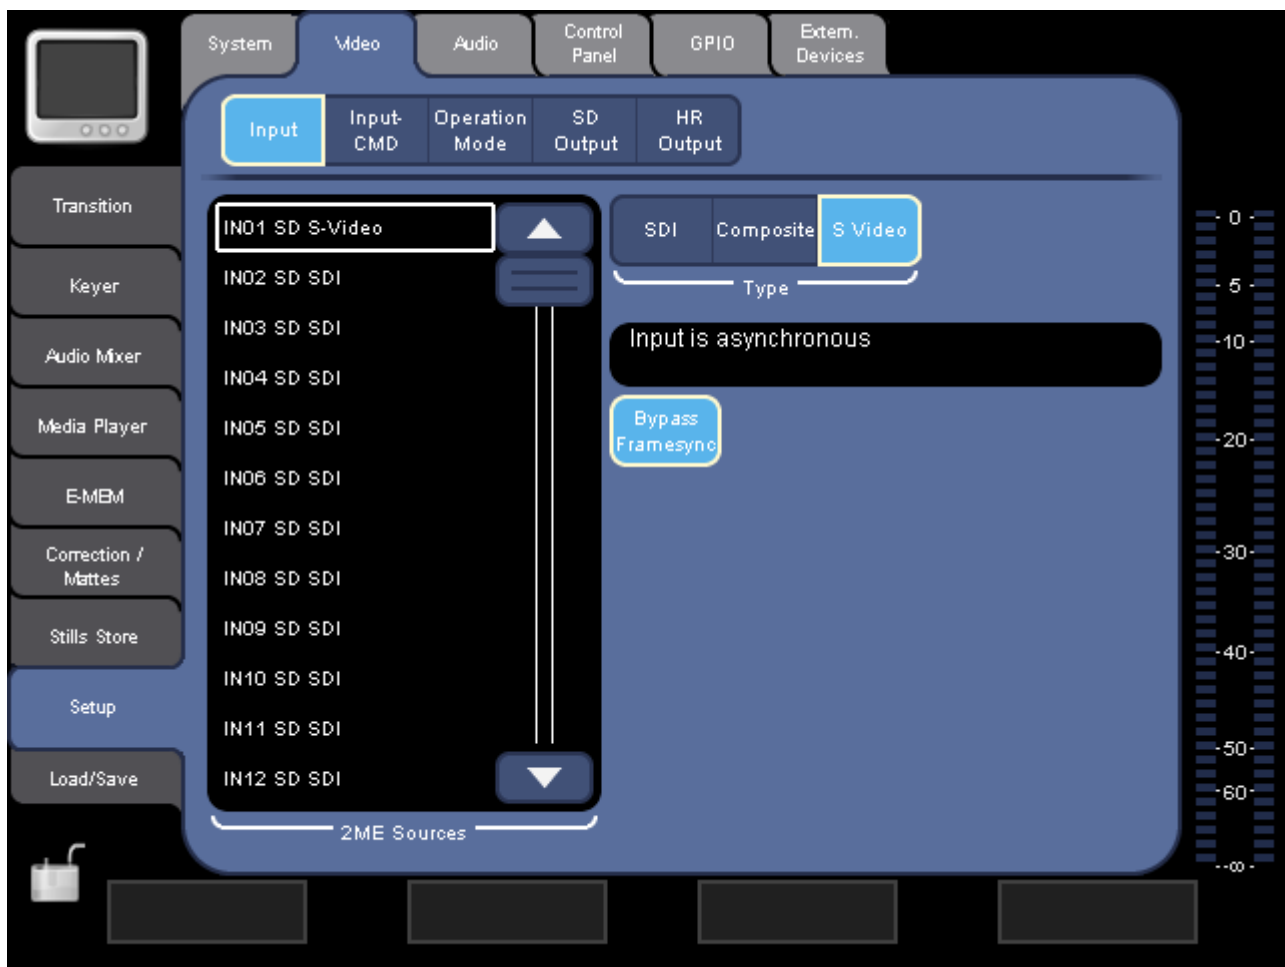 System Video Audio Control Panel GPIO Extern. Devices
Input Input-CMD Operation Mode SD Output HR Output
Transition
Keyer
Audio Mixer
Media Player
E-MEM
Correction / Mattes
Stills Store
Setup
Load/Save
IN01 SD S-Video
IN02 SD SDI
IN03 SD SDI
IN04 SD SDI
IN05 SD SDI
IN06 SD SDI
IN07 SD SDI
IN08 SD SDI
IN09 SD SDI
IN10 SD SDI
IN11 SD SDI
IN12 SD SDI
2ME Sources
SDI Composite S Video
Type
Input is asynchronous
Bypass
Framesync
- 0 -
- 5 -
-10-
-20-
-30-
-40-
-50-
-60-
--∞-